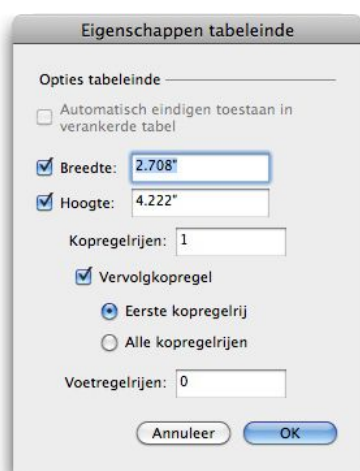 Eigenschappen tabeleinde
Opties tabeleinde
Automatisch eindigen toestaan in
verankerde tabel
Breedte: 2.708"
Hoogte: 4.222"
Kopregelrijen: 1
Vervolgkopregel
Eerste kopregelrij
Alle kopregelrijen
Voetregelrijen: 0
Annuleer OK